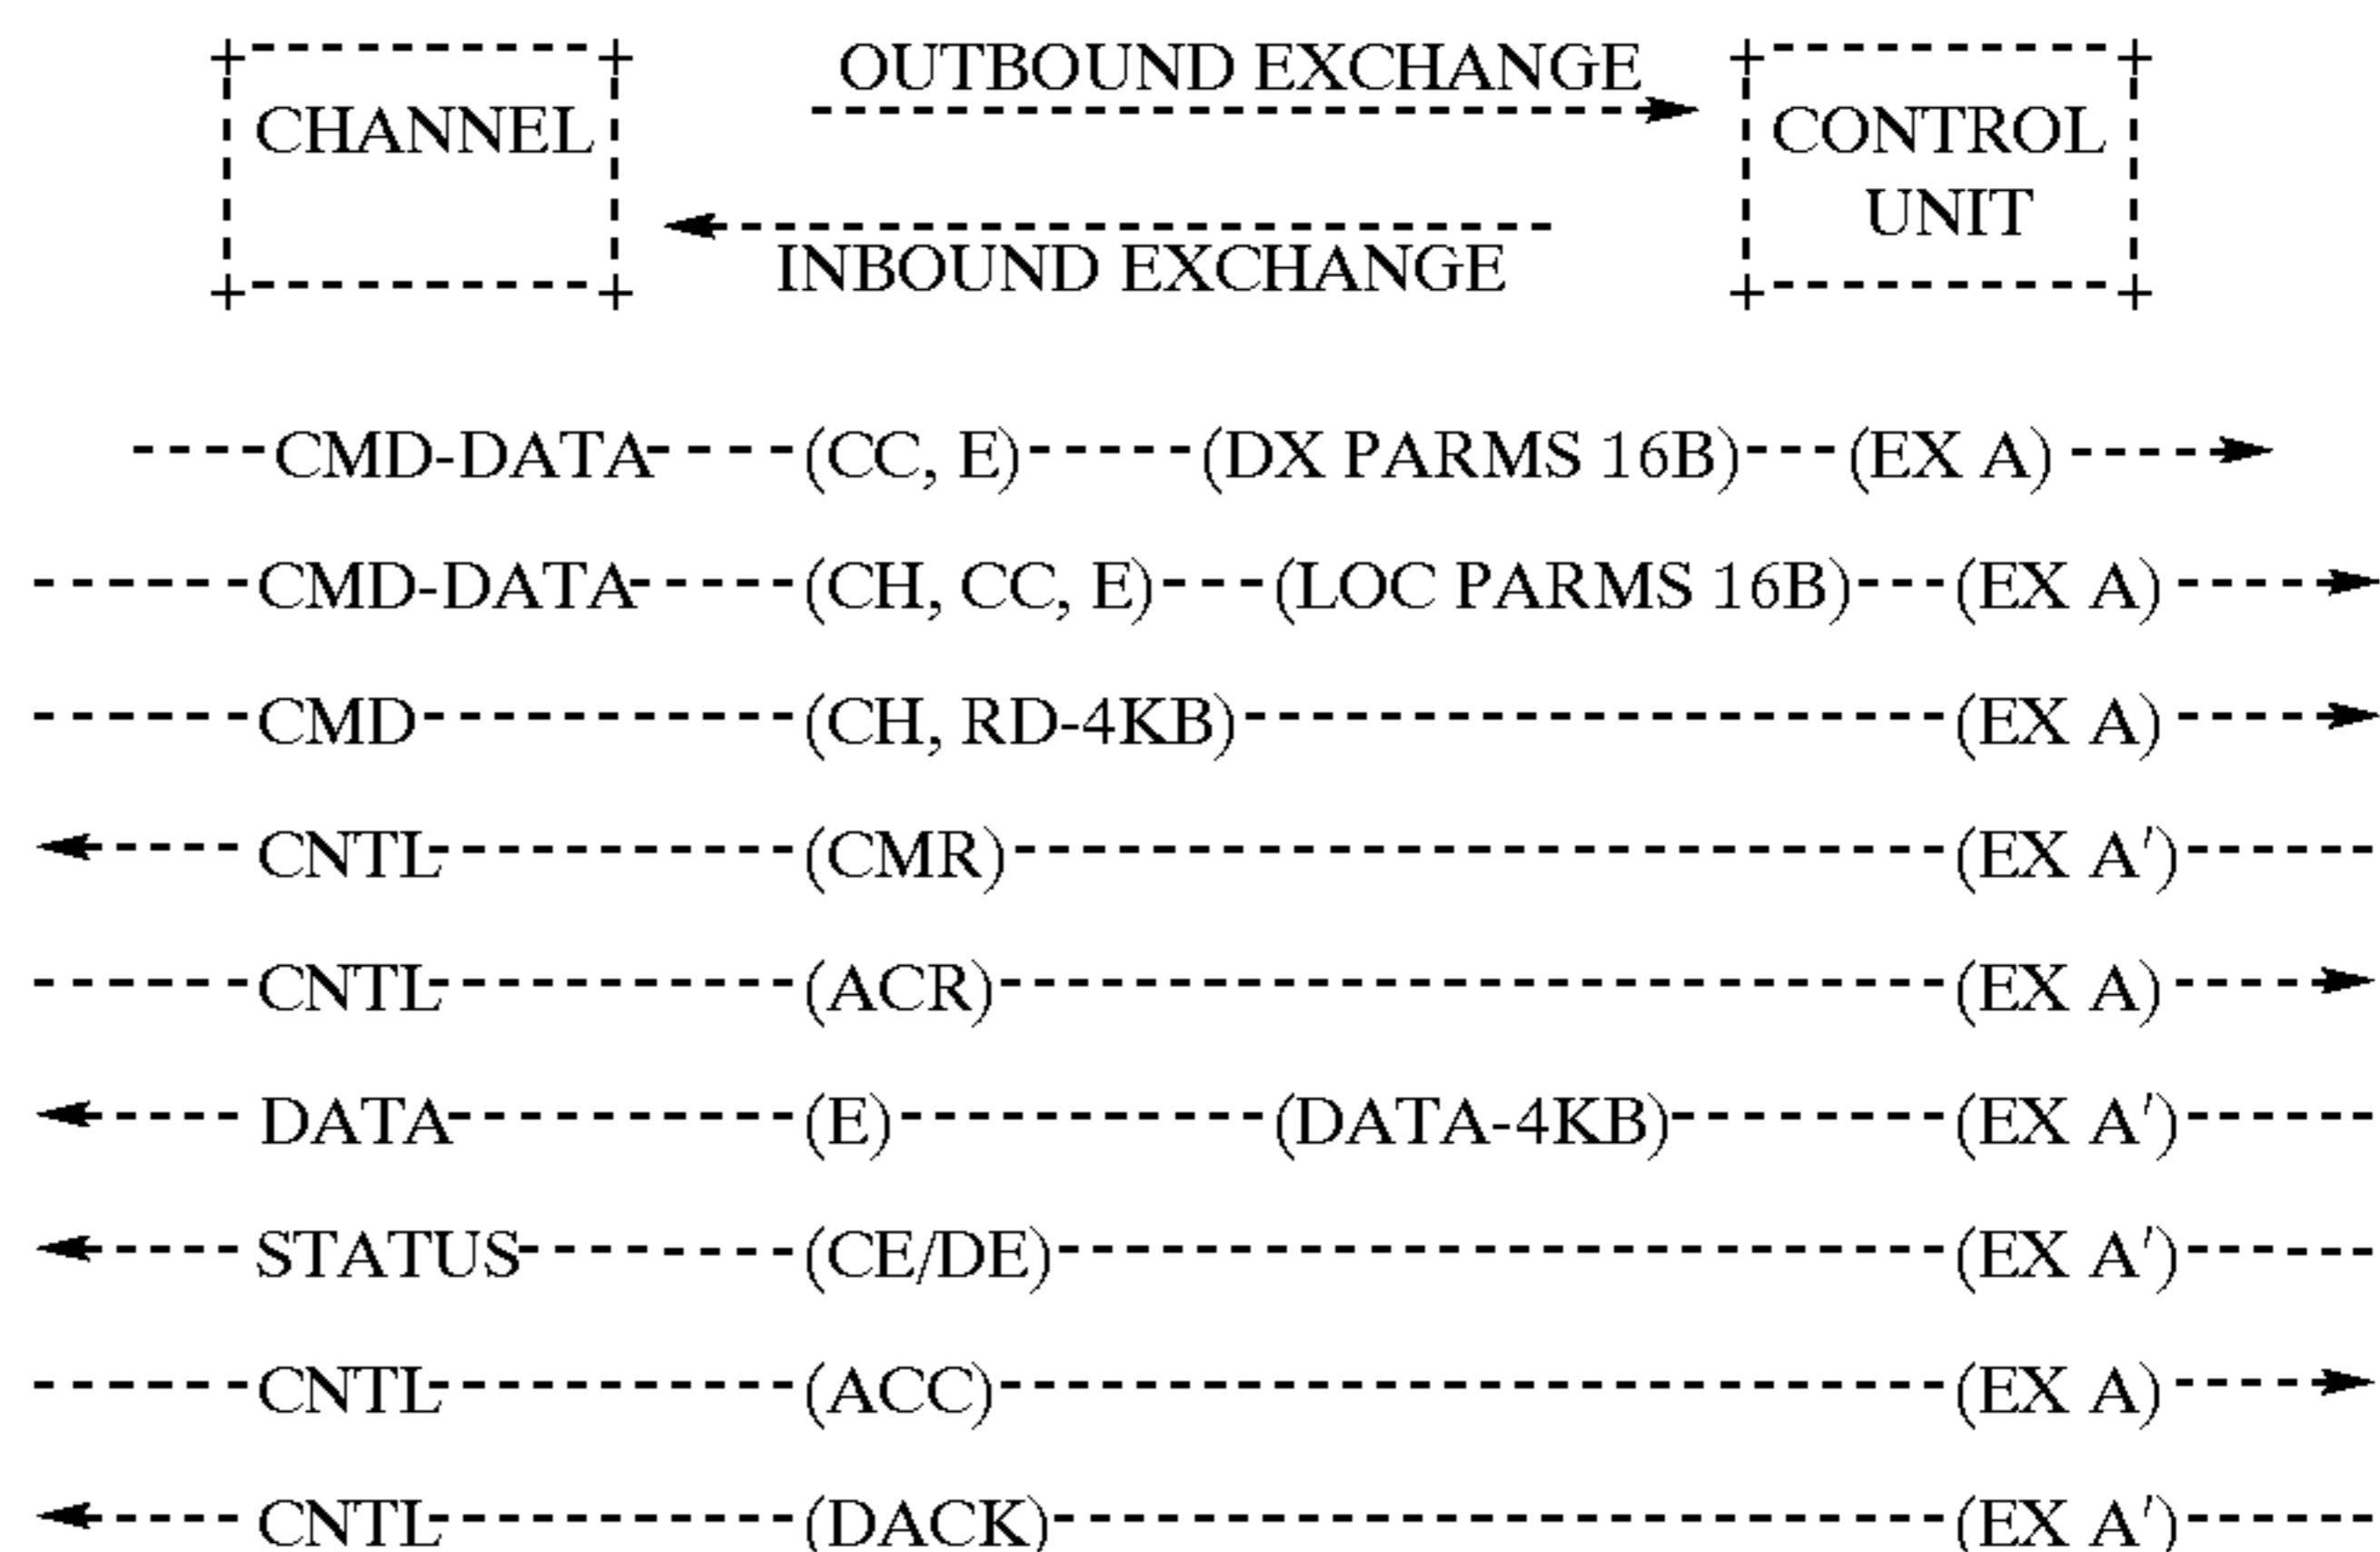 OUTBOUND EXCHANGE
CHANNEL
CONTROL
UNIT
INBOUND EXCHANGE
CMD-DATA (CC, E) (DX PARMS 16B) (EX A)
CMD-DATA (CH, CC, E) (LOC PARMS 16B) (EX A)
CMD (CH, RD-4KB) (EX A)
CNTL (CMR) (EX A')
CNTL (ACR) (EX A)
DATA (E) (DATA-4KB) (EX A')
STATUS (CE/DE) (EX A')
CNTL (ACC) (EX A)
CNTL (DACK) (EX A')